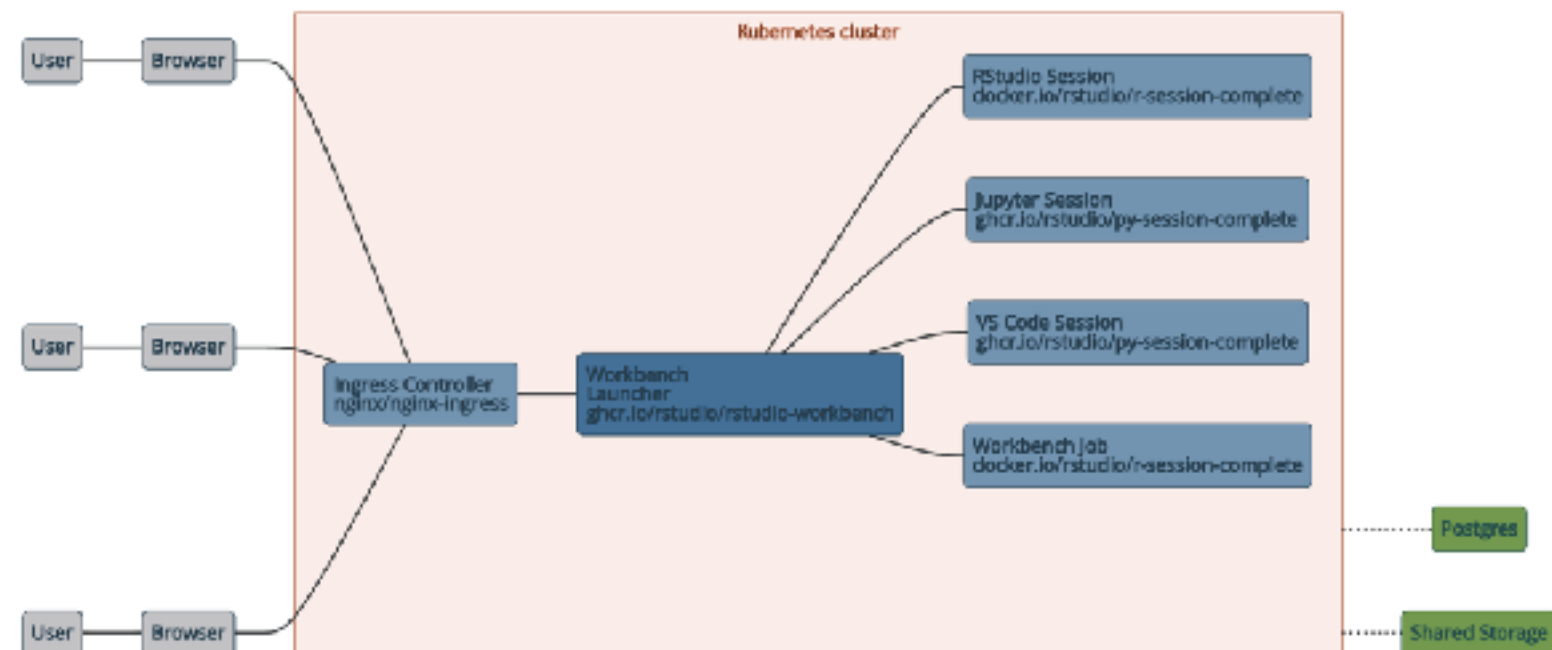 Kubernetes cluster
User
Browser
RStudio Session
docker.io/rstudio/r-session-complete
Jupyter Session
ghcr.io/rstudio/py-session-complete
VS Code Session
ghcr.io/rstudio/py-session-complete
User
Browser
Ingress Controller
nginx/nginx-ingress
Workbench
Launcher
ghcr.io/rstudio/rstudio-workbench
Workbench Job
docker.io/rstudio/r-session-complete
Postgres
User
Browser
Shared Storage